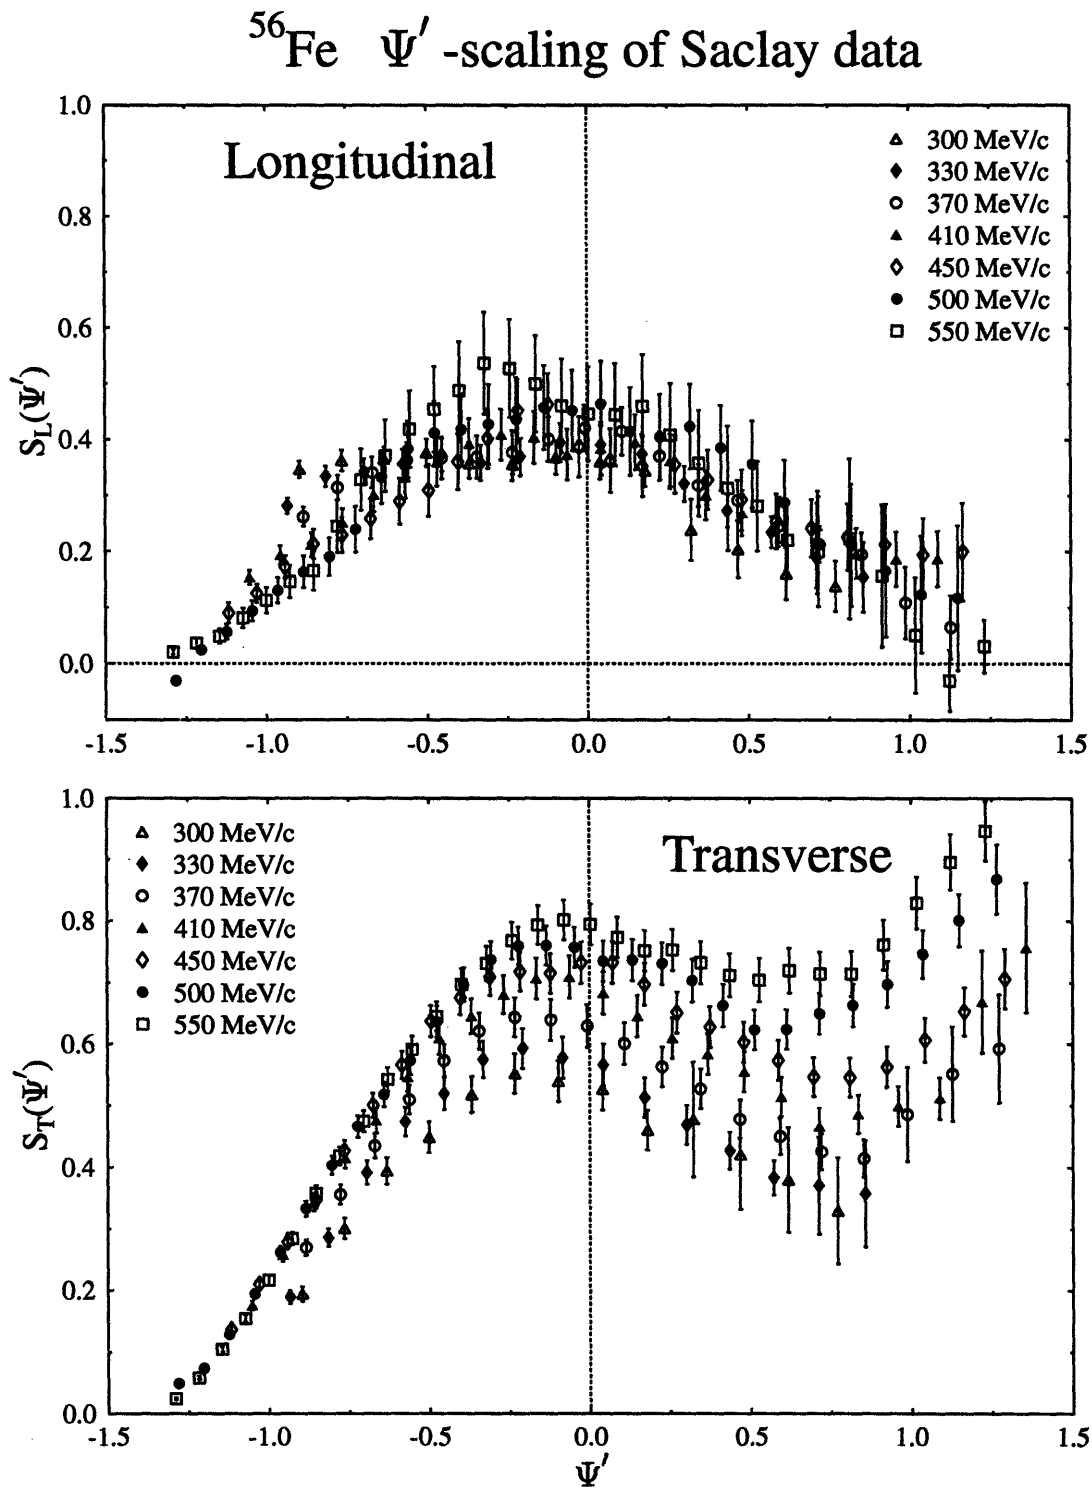 ⁵⁶Fe Ψ′ -scaling of Saclay data
1.0
0.8
0.6
0.4
0.2
0.0
S_L(Ψ′)
Longitudinal
300 MeV/c
330 MeV/c
370 MeV/c
410 MeV/c
450 MeV/c
500 MeV/c
550 MeV/c
-1.5 -1.0 -0.5 0.0 0.5 1.0 1.5
1.0
0.8
0.6
0.4
0.2
0.0
S_T(Ψ′)
300 MeV/c
330 MeV/c
370 MeV/c
410 MeV/c
450 MeV/c
500 MeV/c
550 MeV/c
Transverse
-1.5 -1.0 -0.5 0.0 0.5 1.0 1.5
Ψ′